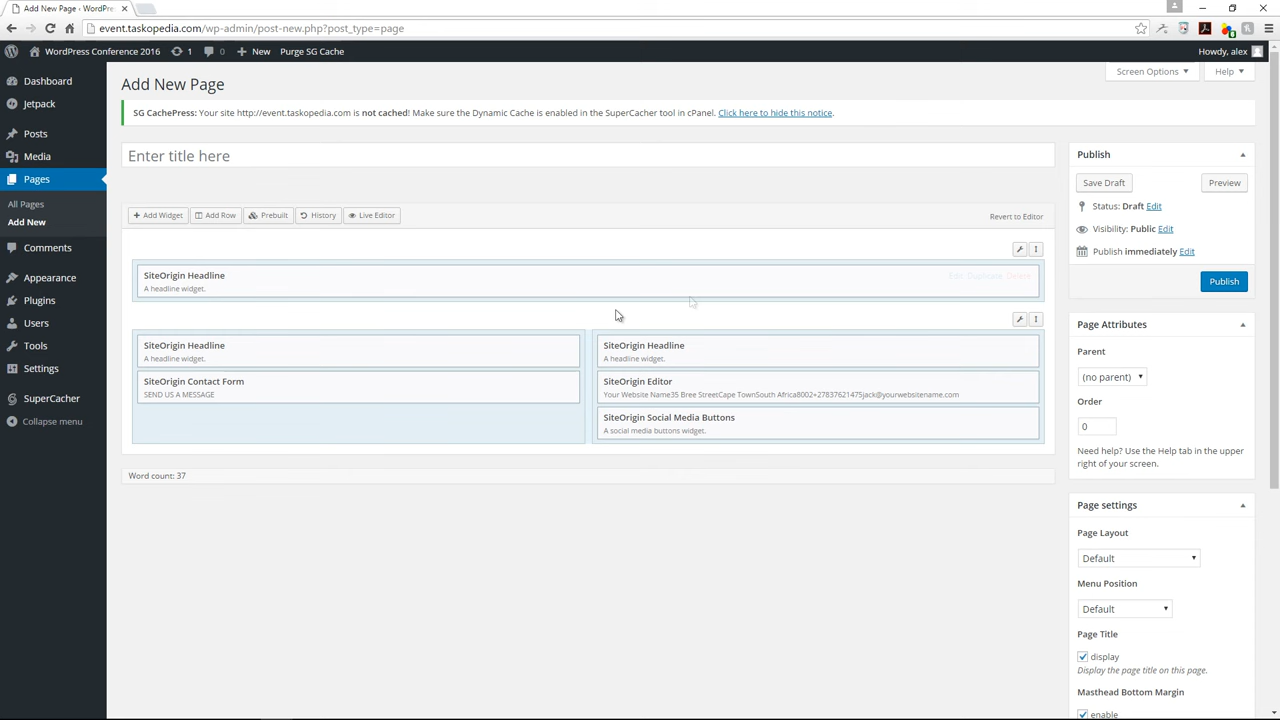 Add New Page ‹ WordPres
event.taskopedia.com/wp-admin/post-new.php?post_type=page
WordPress Conference 2016
1
0
New
Purge SG Cache
Howdy, alex
Dashboard
Jetpack
Posts
Media
Pages
All Pages
Add New
Comments
Appearance
Plugins
Users
Tools
Settings
SuperCacher
Collapse menu
Screen Options
Help
Add New Page
SG CachePress: Your site http://event.taskopedia.com is not cached! Make sure the Dynamic Cache is enabled in the SuperCacher tool in cPanel. Click here to hide this notice.
Enter title here
Add Widget
Add Row
Prebuilt
History
Live Editor
Revert to Editor
SiteOrigin Headline
Edit Duplicate Delete
A headline widget.
SiteOrigin Headline
A headline widget.
SiteOrigin Contact Form
SEND US A MESSAGE
SiteOrigin Headline
A headline widget.
SiteOrigin Editor
Your Website Name35 Bree StreetCape TownSouth Africa8002+27837621475jack@yourwebsitename.com
SiteOrigin Social Media Buttons
A social media buttons widget.
Word count: 37
Publish
Save Draft
Preview
Status: Draft Edit
Visibility: Public Edit
Publish immediately Edit
Publish
Page Attributes
Parent
(no parent)
Order
0
Need help? Use the Help tab in the upper
right of your screen.
Page settings
Page Layout
Default
Menu Position
Default
Page Title
display
Display the page title on this page.
Masthead Bottom Margin
enable